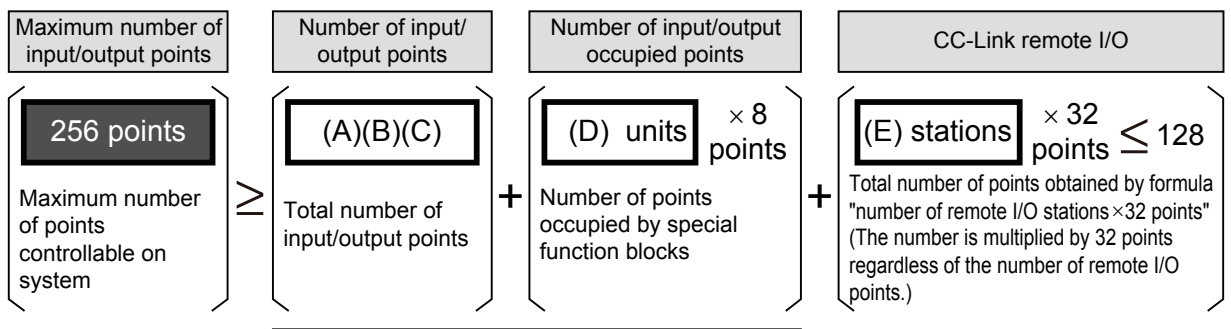 Maximum number of
input/output points
Number of input/
output points
Number of input/output
occupied points
CC-Link remote I/O
256 points
Maximum number
of points
controllable on
system
≥
(A)(B)(C)
Total number of
input/output points
+
(D) units × 8
points
Number of points
occupied by special
function blocks
+
(E) stations × 32
points ≦ 128
Total number of points obtained by formula
"number of remote I/O stations×32 points"
(The number is multiplied by 32 points
regardless of the number of remote I/O
points.)